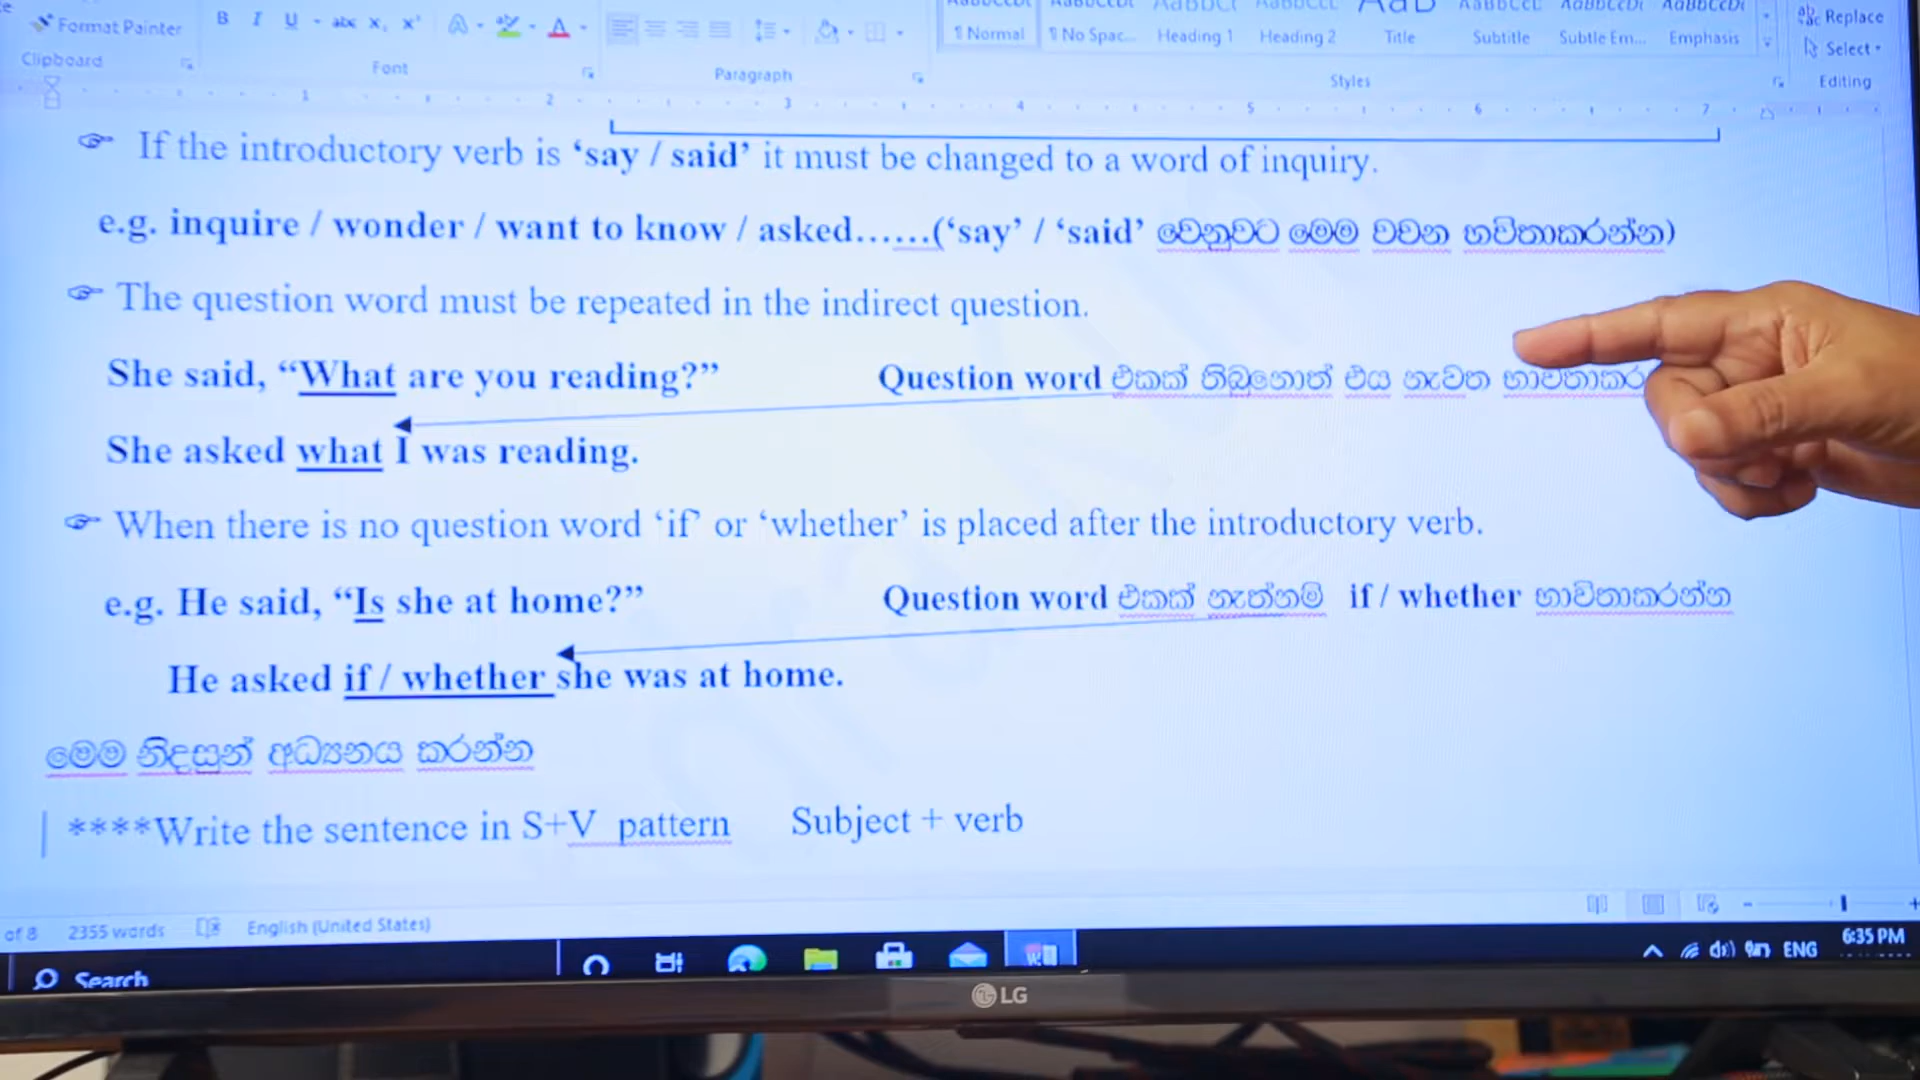 Format Painter
Clipboard
Font
Paragraph
¶ Normal
¶ No Spac...
Heading 1
Heading 2
Title
Subtitle
Subtle Em...
Emphasis
Styles
Replace
Select
Editing
☞ If the introductory verb is ‘say / said’ it must be changed to a word of inquiry.
e.g. inquire / wonder / want to know / asked……(‘say’ / ‘said’ වෙනුවට මෙම වචන භවිතාකරන්න)
☞ The question word must be repeated in the indirect question.
She said, “What are you reading?” Question word එකක් තිබුනොත් එය නැවත
She asked what I was reading.
☞ When there is no question word ‘if’ or ‘whether’ is placed after the introductory verb.
e.g. He said, “Is she at home?” Question word එකක් නැත්නම් if / whether භාවිතාකරන්න
He asked if / whether she was at home.
මෙම නිදසුන් අධ්‍යනය කරන්න
****Write the sentence in S+V pattern Subject + verb
of 8 2355 words English (United States)
Search
ENG 6:35 PM
LG